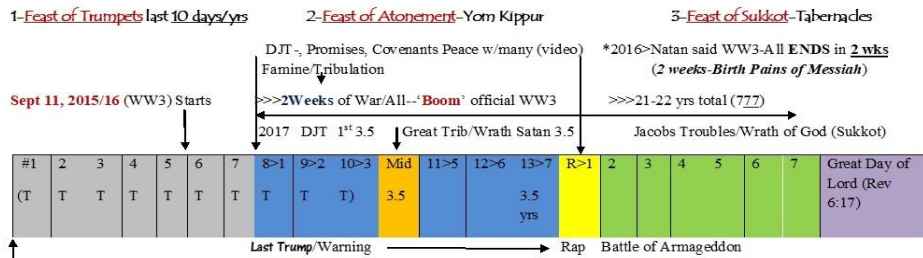 1-Feast of Trumpets last 10 days/yrs 2-Feast of Atonement-Yom Kippur 3-Feast of Sukkot-Tabernacles
DJT-, Promises, Covenants Peace w/many (video) *2016>Natan said WW3-All ENDS in 2 wks
Famine/Tribulation (2 weeks-Birth Pains of Messiah)
Sept 11, 2015/16 (WW3) Starts >>>2Weeks of War/All--'Boom' official WW3 >>>21-22 yrs total (777)
2017 DJT 1st 3.5 Great Trib/Wrath Satan 3.5 Jacobs Troubles/Wrath of God (Sukkot)
#1 2 3 4 5 6 7 8>1 9>2 10>3 Mid 11>5 12>6 13>7 R>1 2 3 4 5 6 7 Great Day of
(T T T T T T T T T T) 3.5 3.5 Lord (Rev
yrs 6:17)
Last Trump/Warning Rap Battle of Armageddon